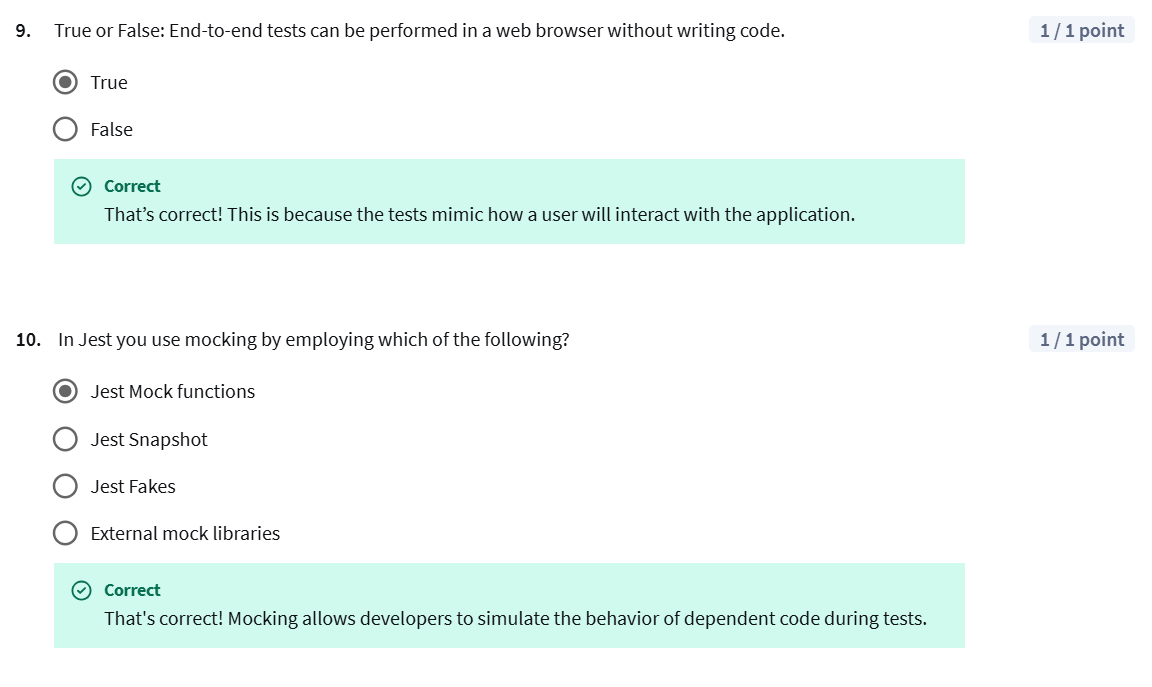 9. True or False: End-to-end tests can be performed in a web browser without writing code. 1 / 1 point
True
False
Correct
That’s correct! This is because the tests mimic how a user will interact with the application.
10. In Jest you use mocking by employing which of the following? 1 / 1 point
Jest Mock functions
Jest Snapshot
Jest Fakes
External mock libraries
Correct
That's correct! Mocking allows developers to simulate the behavior of dependent code during tests.